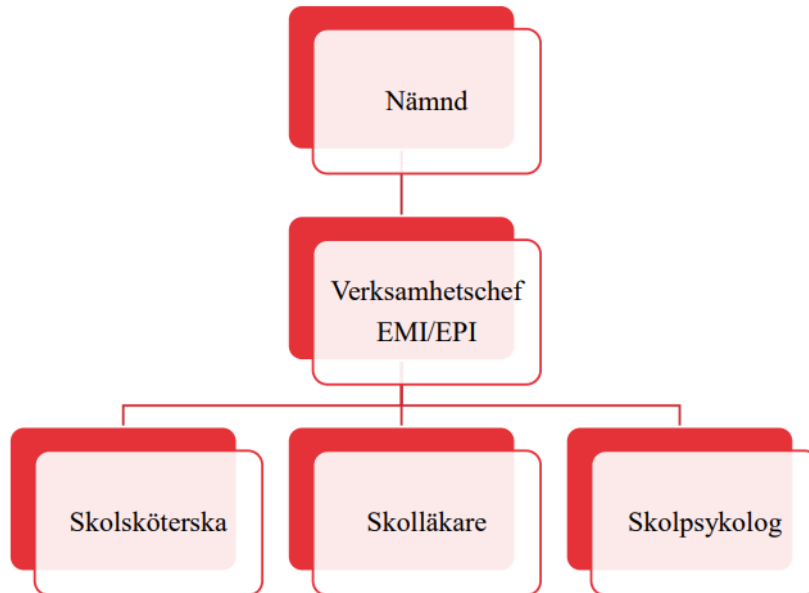 Nämnd
Verksamhetschef
EMI/EPI
Skolsköterska
Skolläkare
Skolpsykolog